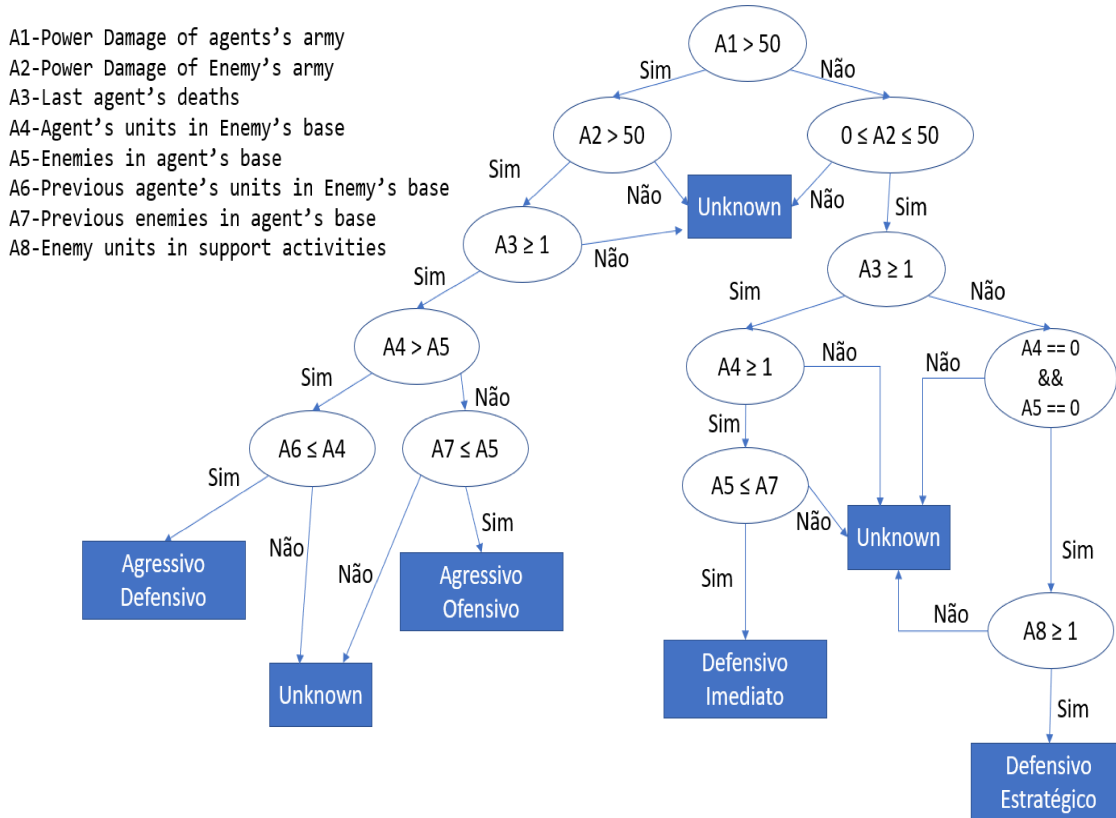 A1-Power Damage of agents's army
A2-Power Damage of Enemy's army
A3-Last agent's deaths
A4-Agent's units in Enemy's base
A5-Enemies in agent's base
A6-Previous agente's units in Enemy's base
A7-Previous enemies in agent's base
A8-Enemy units in support activities
A1 > 50
Sim
Não
A2 > 50
0 ≤ A2 ≤ 50
Sim
Não
Unknown
Não
Sim
A3 ≥ 1
Não
A3 ≥ 1
Sim
Sim
Não
A4 > A5
A4 ≥ 1
Não
Não
A4 == 0
&&
A5 == 0
Sim
Não
Sim
A6 ≤ A4
A7 ≤ A5
A5 ≤ A7
Sim
Não
Não
Sim
Não
Unknown
Sim
Sim
Agressivo
Defensivo
Agressivo
Ofensivo
Não
A8 ≥ 1
Unknown
Defensivo
Imediato
Sim
Defensivo
Estratégico